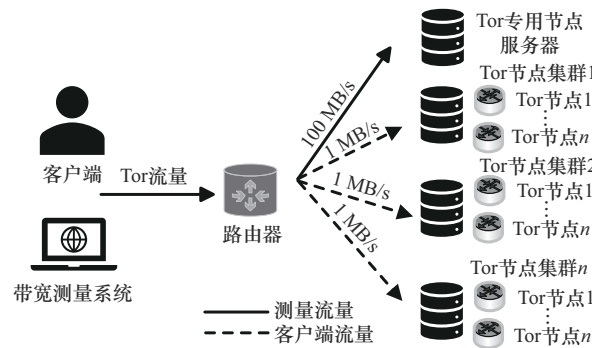 Tor专用节点
服务器
100 MB/s
Tor节点集群1
Tor节点1
Tor节点n
1 MB/s
客户端
Tor流量
路由器
带宽测量系统
Tor节点集群2
Tor节点1
Tor节点n
1 MB/s
1 MB/s
Tor节点集群n
Tor节点1
Tor节点n
测量流量
客户端流量